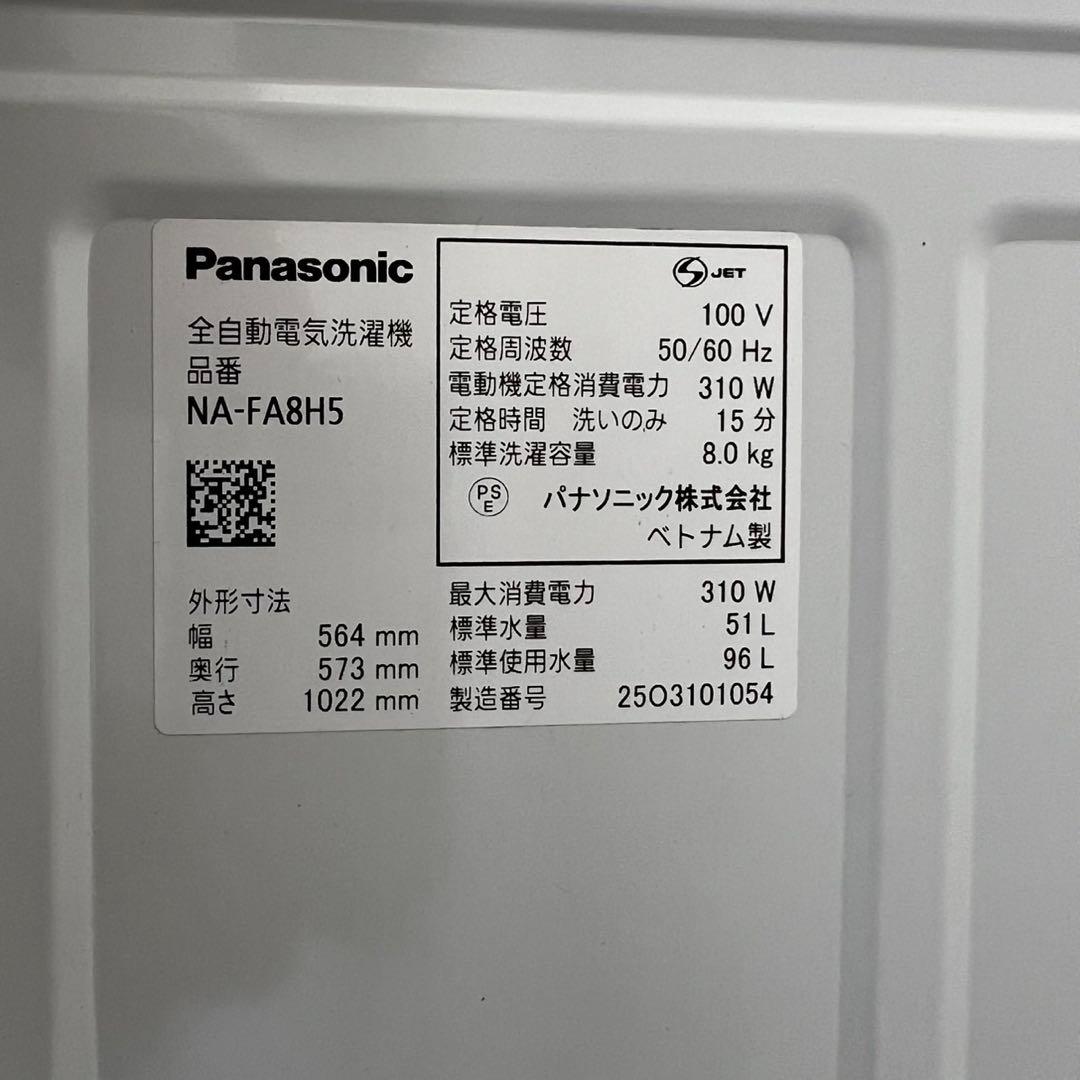 Panasonic
全自動電気洗濯機
品番
NA-FA8H5
外形寸法
幅 564 mm
奥行 573 mm
高さ 1022 mm
JET
定格電圧 100 V
定格周波数 50/60 Hz
電動機定格消費電力 310 W
定格時間 洗いのみ 15 分
標準洗濯容量 8.0 kg
PS
E
パナソニック株式会社
ベトナム製
最大消費電力 310 W
標準水量 51 L
標準使用水量 96 L
製造番号 25O3101054